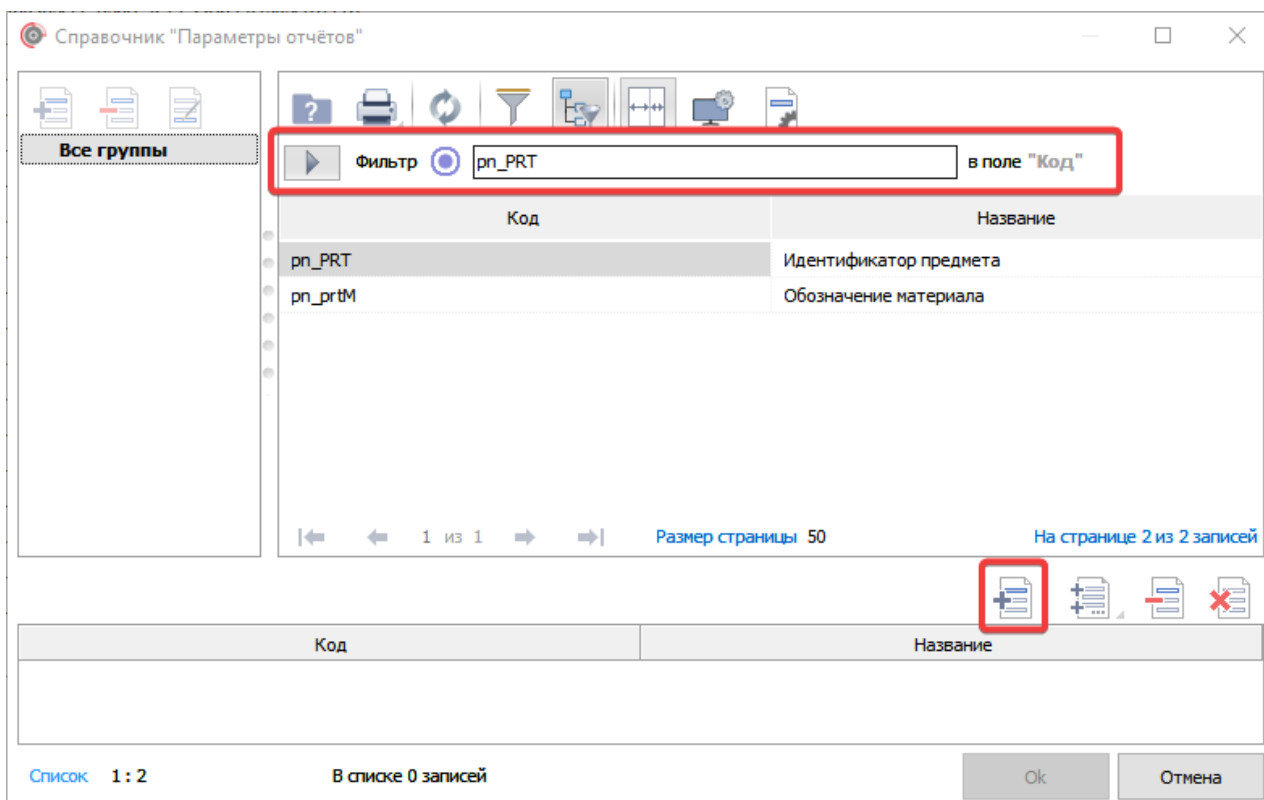 Справочник "Параметры отчётов"
Все группы
Фильтр pn_PRT в поле "Код"
Код Название
pn_PRT Идентификатор предмета
pn_prtM Обозначение материала
1 из 1 Размер страницы 50 На странице 2 из 2 записей
Код Название
Список 1 : 2 В списке 0 записей Ok Отмена